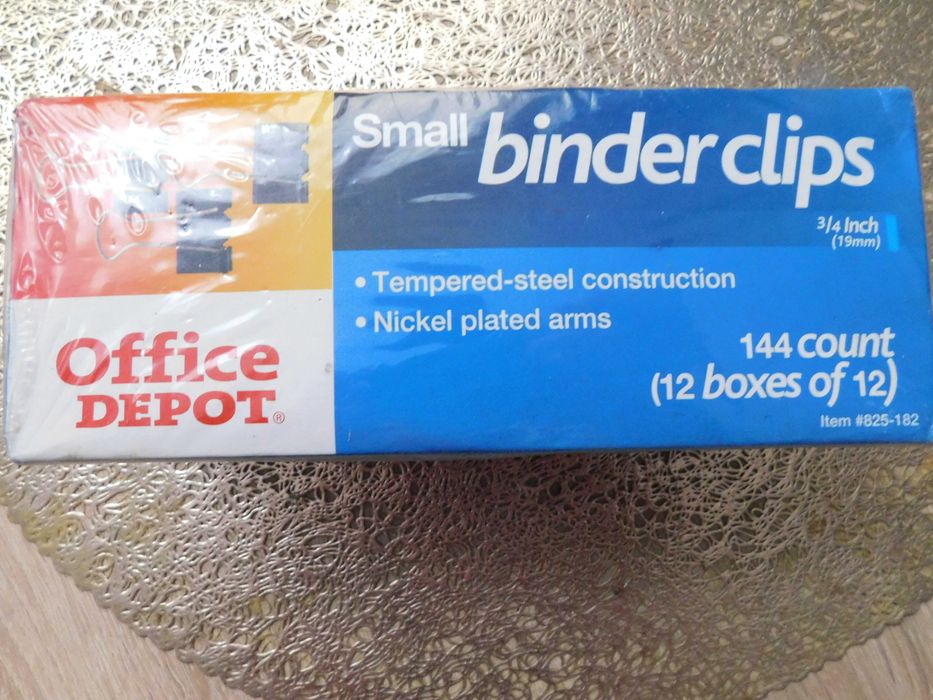 Small binder clips
3/4 Inch
(19mm)
• Tempered-steel construction
• Nickel plated arms
144 count
(12 boxes of 12)
Item #825-182
Office
DEPOT®